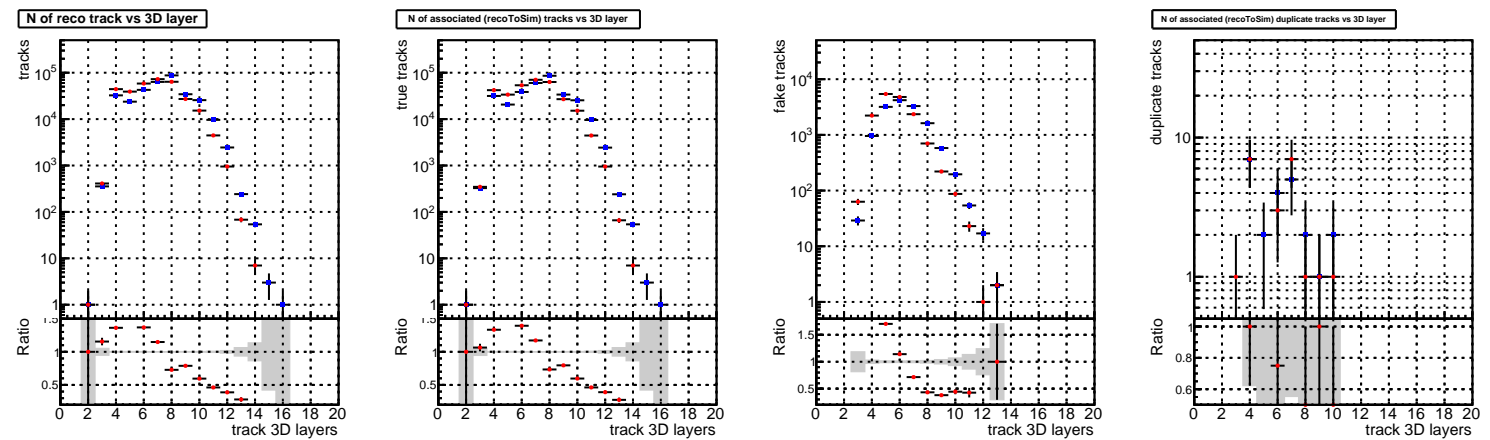 N of reco track vs 3D layer
tracks
10^5
10^4
10^3
10^2
10
1
1.5
1
0.5
Ratio
0 2 4 6 8 10 12 14 16 18 20
track 3D layers
N of associated (recoToSim) tracks vs 3D layer
true tracks
10^5
10^4
10^3
10^2
10
1
1.5
1
0.5
Ratio
0 2 4 6 8 10 12 14 16 18 20
track 3D layers
fake tracks
10^4
10^3
10^2
10
1
1.5
1
0.5
Ratio
0 2 4 6 8 10 12 14 16 18 20
track 3D layers
N of associated (recoToSim) duplicate tracks vs 3D layer
duplicate tracks
10
1
1
0.8
0.6
Ratio
0 2 4 6 8 10 12 14 16 18 20
track 3D layers